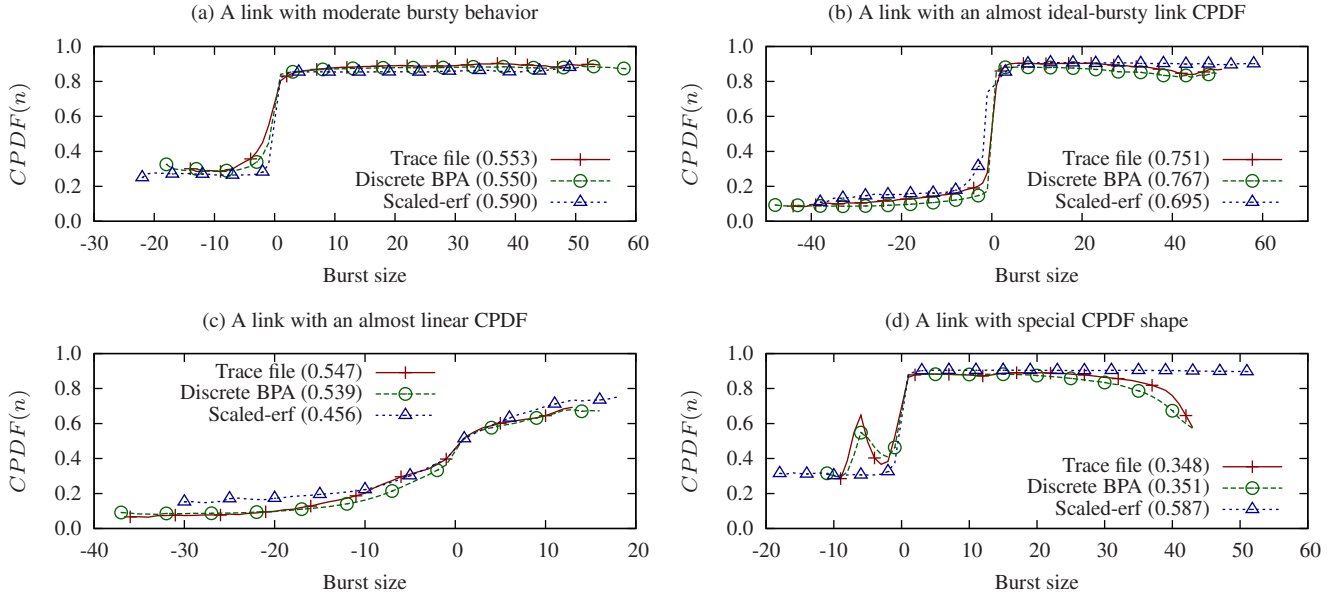 (a) A link with moderate bursty behavior
CPDF(n)
1.0
0.8
0.6
0.4
0.2
0.0
Trace file (0.553)
Discrete BPA (0.550)
Scaled-erf (0.590)
-30 -20 -10 0 10 20 30 40 50 60
Burst size
(b) A link with an almost ideal-bursty link CPDF
CPDF(n)
1.0
0.8
0.6
0.4
0.2
0.0
Trace file (0.751)
Discrete BPA (0.767)
Scaled-erf (0.695)
-40 -20 0 20 40 60
Burst size
(c) A link with an almost linear CPDF
CPDF(n)
1.0
0.8
0.6
0.4
0.2
0.0
Trace file (0.547)
Discrete BPA (0.539)
Scaled-erf (0.456)
-40 -30 -20 -10 0 10 20
Burst size
(d) A link with special CPDF shape
CPDF(n)
1.0
0.8
0.6
0.4
0.2
0.0
Trace file (0.348)
Discrete BPA (0.351)
Scaled-erf (0.587)
-20 -10 0 10 20 30 40 50 60
Burst size